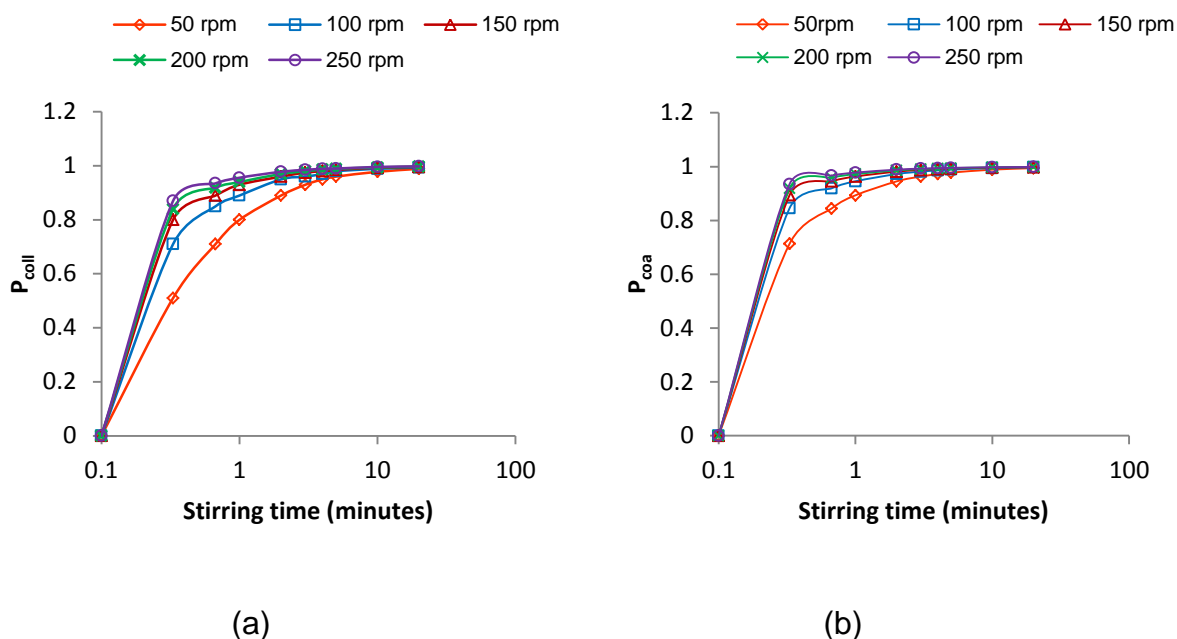 50 rpm 100 rpm 150 rpm
200 rpm 250 rpm
1.2
1
0.8
0.6
0.4
0.2
0
P_coll
0.1 1 10 100
Stirring time (minutes)
(a)
50rpm 100 rpm 150 rpm
200 rpm 250 rpm
1.2
1
0.8
0.6
0.4
0.2
0
P_coa
0.1 1 10 100
Stirring time (minutes)
(b)